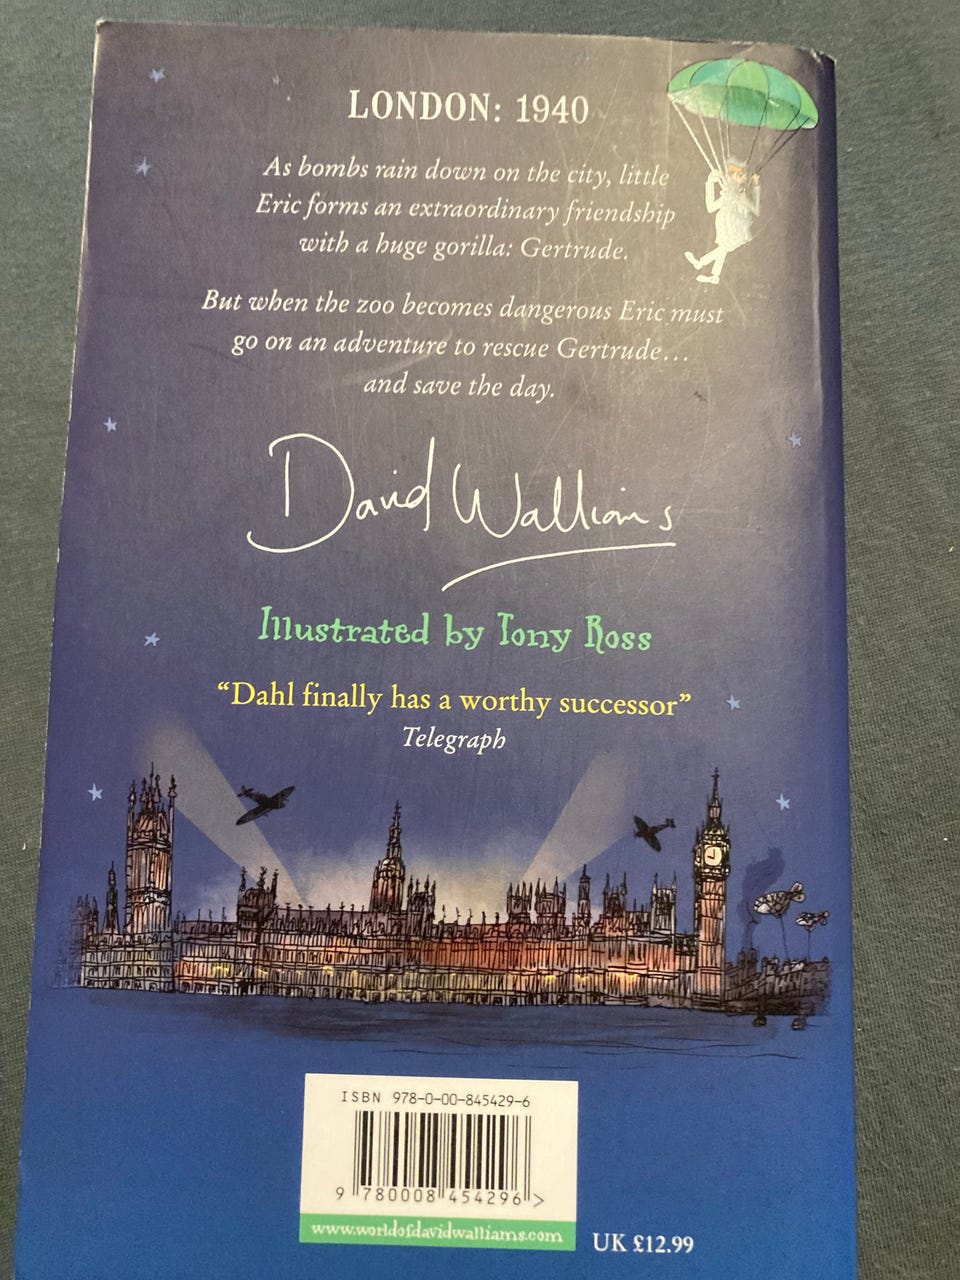 LONDON: 1940
As bombs rain down on the city, little
Eric forms an extraordinary friendship
with a huge gorilla: Gertrude.
But when the zoo becomes dangerous Eric must
go on an adventure to rescue Gertrude...
and save the day.
David Walliams
Illustrated by Tony Ross
“Dahl finally has a worthy successor”
Telegraph
ISBN 978-0-00-845429-6
9 780008 454296 >
www.worldofdavidwalliams.com
UK £12.99